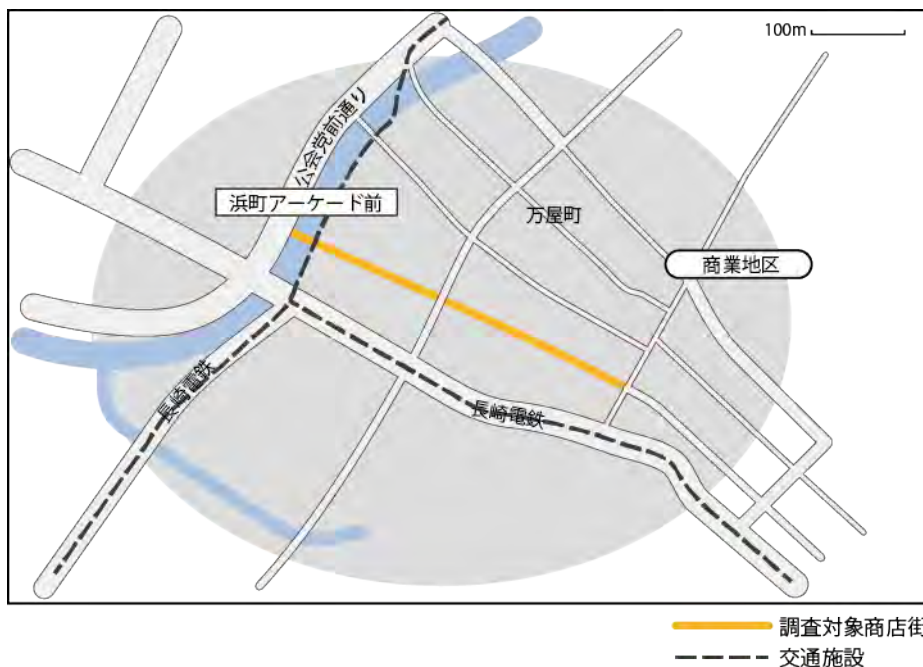 100m
公会党前通り
浜町アーケード前
万屋町
商業地区
長崎電鉄
長崎電鉄
調査対象商店街
交通施設